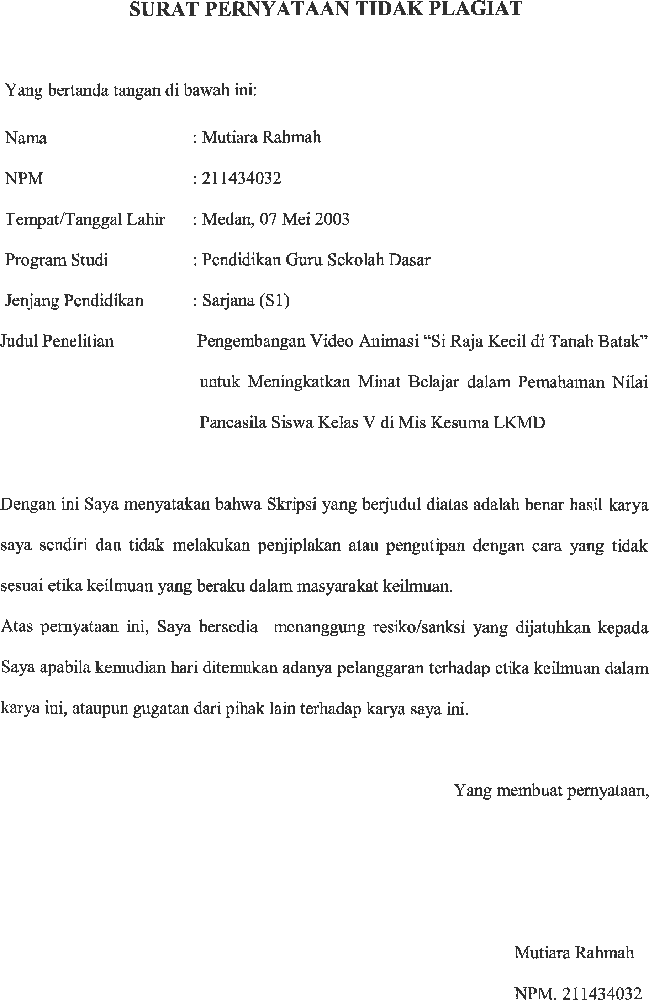 SURAT PERNYATAAN TIDAK PLAGIAT
Yang bertanda tangan di bawah ini:
Nama : Mutiara Rahmah
NPM : 211434032
Tempat/Tanggal Lahir : Medan, 07 Mei 2003
Program Studi : Pendidikan Guru Sekolah Dasar
Jenjang Pendidikan : Sarjana (S1)
Judul Penelitian Pengembangan Video Animasi “Si Raja Kecil di Tanah Batak”
untuk Meningkatkan Minat Belajar dalam Pemahaman Nilai
Pancasila Siswa Kelas V di Mis Kesuma LKMD
Dengan ini Saya menyatakan bahwa Skripsi yang berjudul diatas adalah benar hasil karya
saya sendiri dan tidak melakukan penjiplakan atau pengutipan dengan cara yang tidak
sesuai etika keilmuan yang beraku dalam masyarakat keilmuan.
Atas pernyataan ini, Saya bersedia menanggung resiko/sanksi yang dijatuhkan kepada
Saya apabila kemudian hari ditemukan adanya pelanggaran terhadap etika keilmuan dalam
karya ini, ataupun gugatan dari pihak lain terhadap karya saya ini.
Yang membuat pernyataan,
Mutiara Rahmah
NPM. 211434032